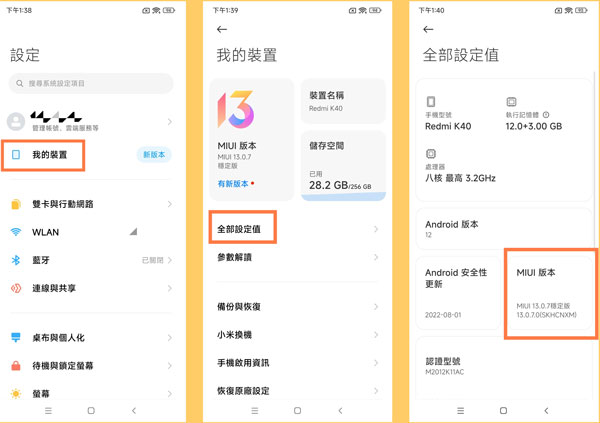 下午1:38
設定
搜尋系統設定項目
管理帳號、雲端服務等
我的裝置
新版本
雙卡與行動網路
WLAN
藍牙
已關閉
連線與共享
桌布與個人化
待機與鎖定螢幕
螢幕
下午1:39
我的裝置
13
MIUI 版本
MIUI 13.0.7
穩定版
有新版本
裝置名稱
Redmi K40
儲存空間
已用
28.2 GB/256 GB
全部設定值
參數解讀
備份與恢復
小米換機
手機啟用資訊
恢復原廠設定
下午1:40
全部設定值
手機型號
Redmi K40
執行記憶體
12.0+3.00 GB
處理器
八核 最高 3.2GHz
Android 版本
12
Android 安全性
更新
2022-08-01
MIUI 版本
MIUI 13.0.7穩定版
13.0.7.0(SKHCNXM)
認證型號
M2012K11AC